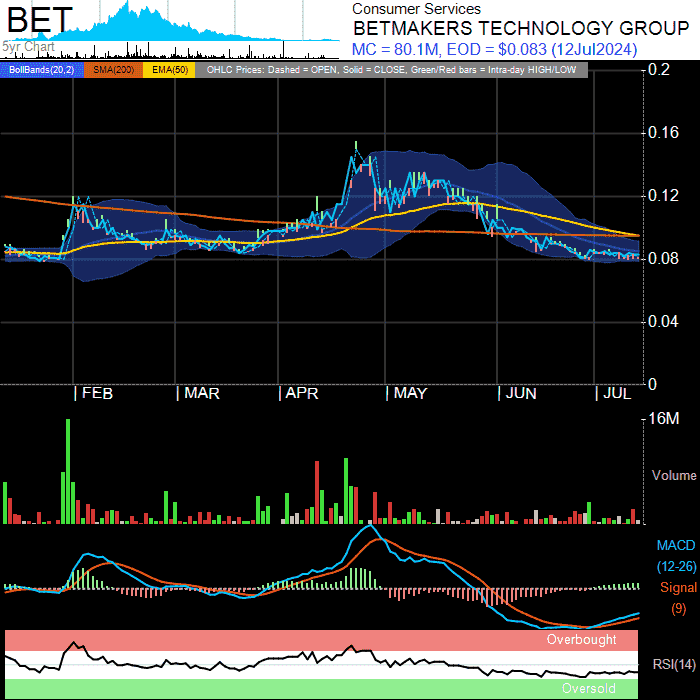 BET
5yr Chart
Consumer Services
BETMAKERS TECHNOLOGY GROUP
MC = 80.1M, EOD = $0.083 (12Jul2024)
BollBands(20,2) SMA(200) EMA(50) OHLC Prices: Dashed = OPEN, Solid = CLOSE, Green/Red bars = Intra-day HIGH/LOW
0.2
0.16
0.12
0.08
0.04
0
| FEB | MAR | APR | MAY | JUN | JUL
16M
Volume
MACD
(12-26)
Signal
(9)
Overbought
RSI(14)
Oversold